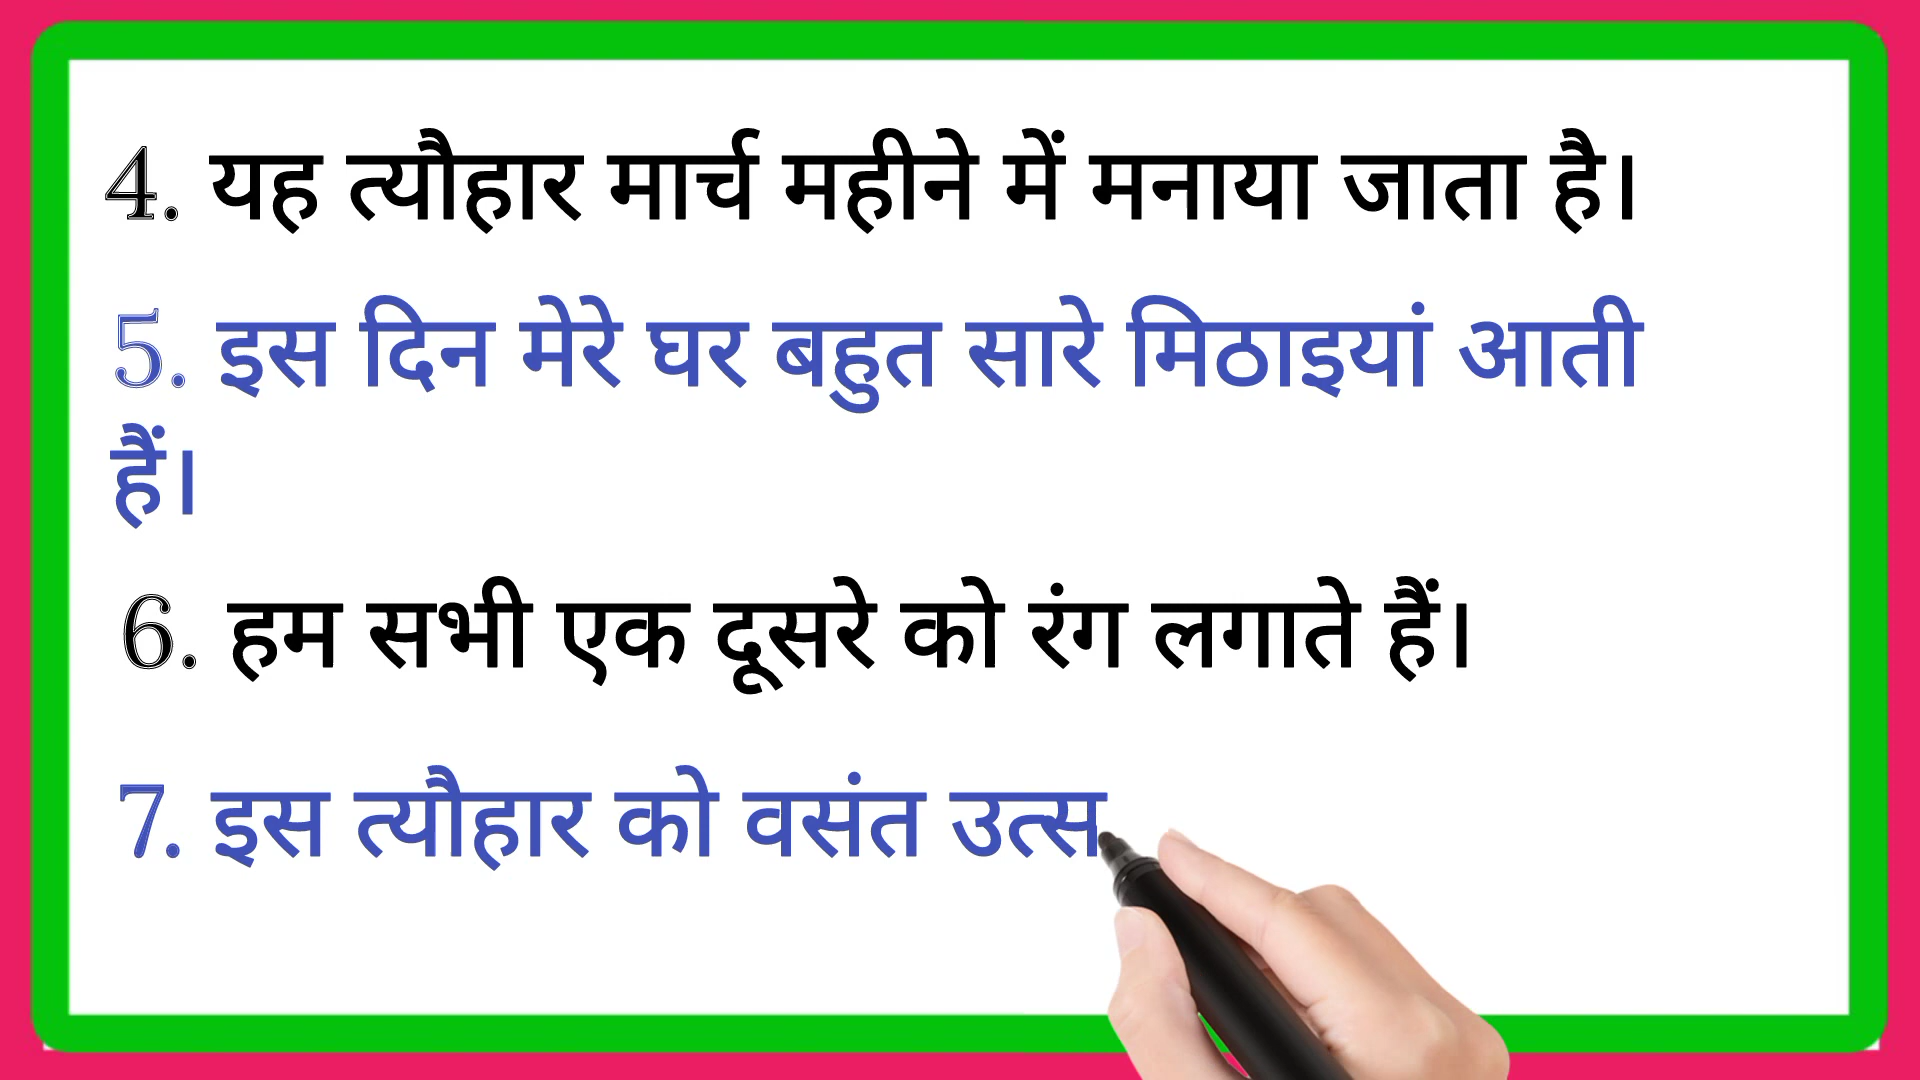 4. यह त्यौहार मार्च महीने में मनाया जाता है।
5. इस दिन मेरे घर बहुत सारे मिठाइयां आती
हैं।
6. हम सभी एक दूसरे को रंग लगाते हैं।
7. इस त्यौहार को वसंत उत्स